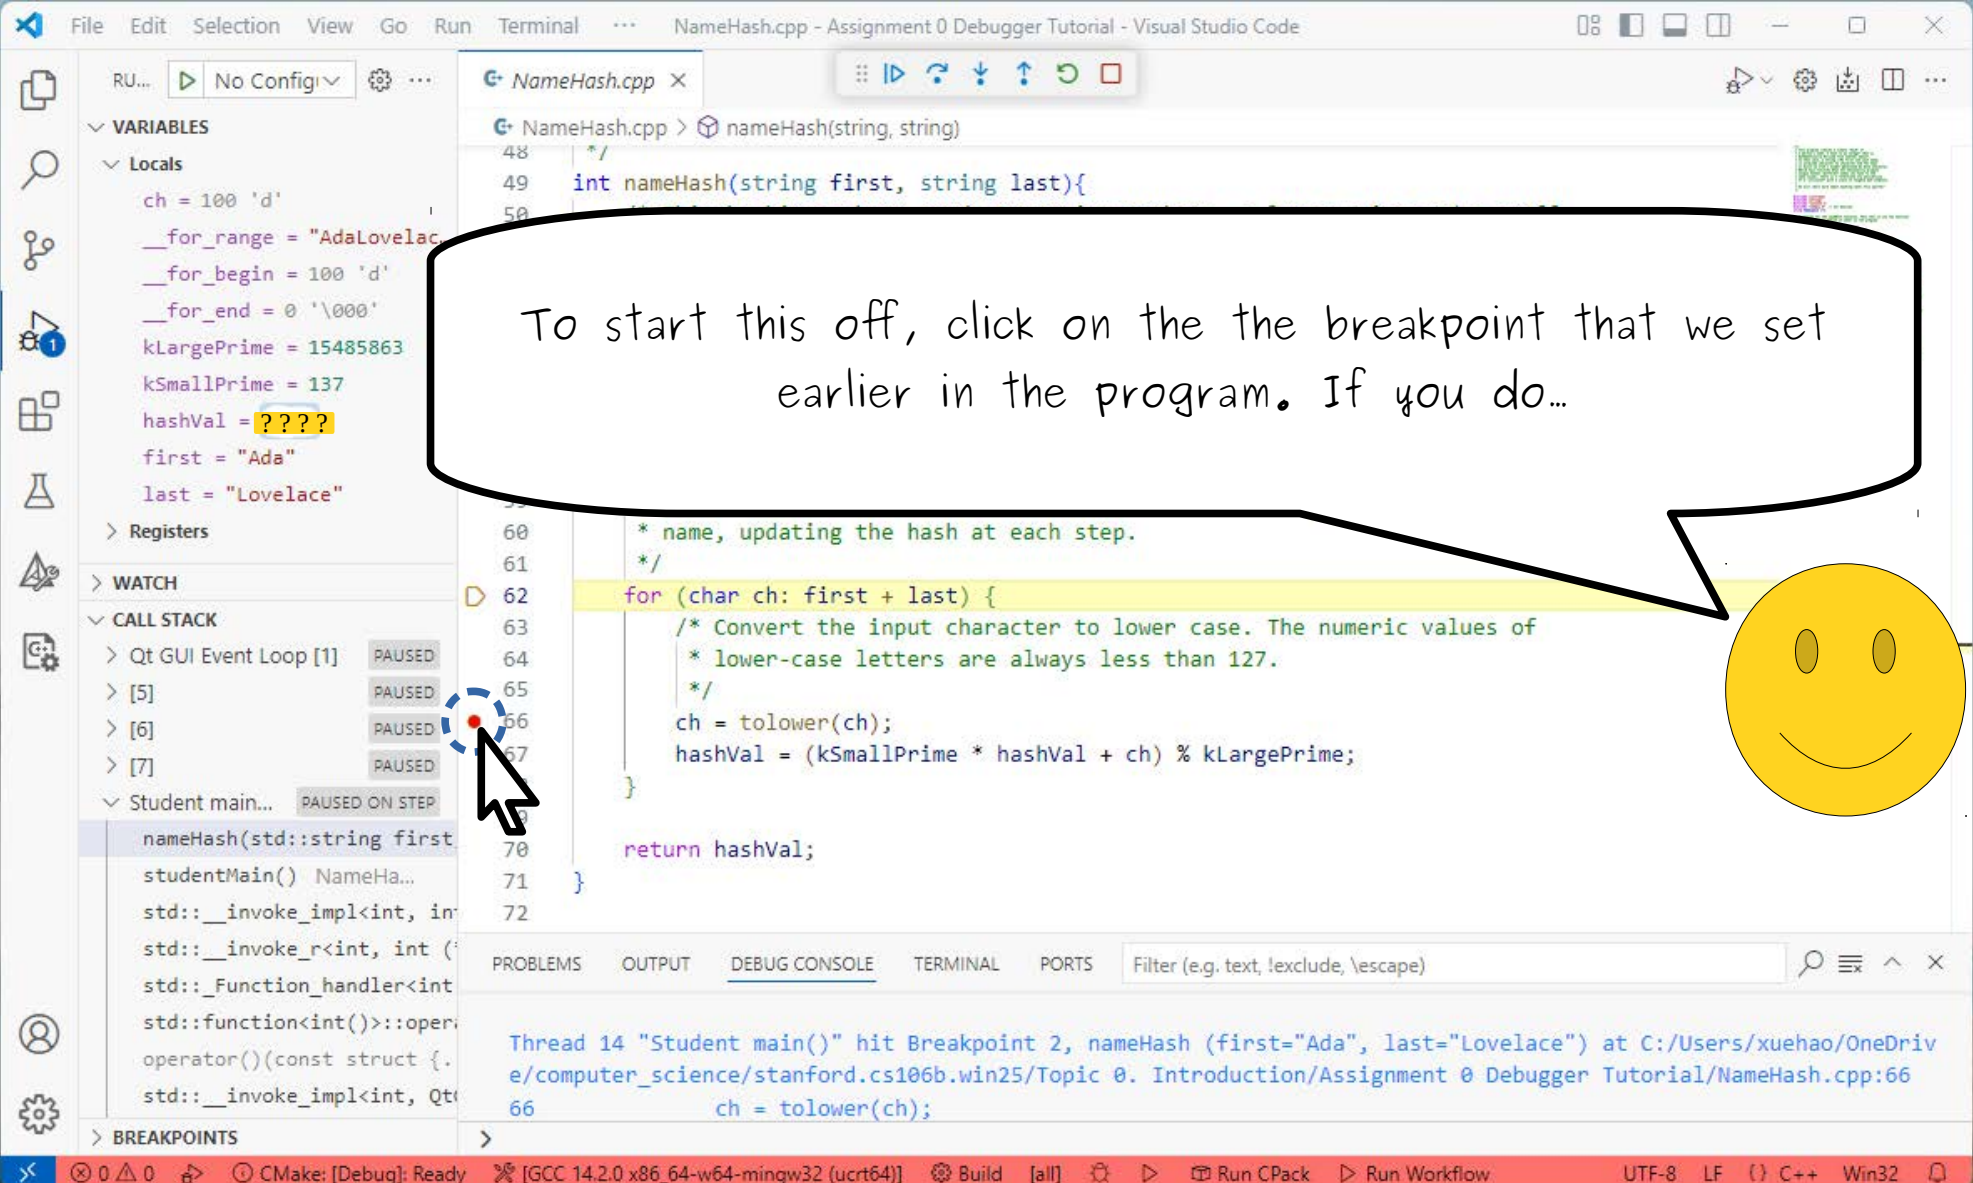 File Edit Selection View Go Run Terminal ··· NameHash.cpp - Assignment 0 Debugger Tutorial - Visual Studio Code
RU... No Config
NameHash.cpp
VARIABLES
NameHash.cpp > nameHash(string, string)
Locals
48 */
ch = 100 'd'
49 int nameHash(string first, string last){
50
__for_range = "AdaLovelac
__for_begin = 100 'd'
__for_end = 0 '\000'
kLargePrime = 15485863
kSmallPrime = 137
hashVal = ????
first = "Ada"
last = "Lovelace"
To start this off, click on the the breakpoint that we set
earlier in the program. If you do…
Registers
60 * name, updating the hash at each step.
61 */
WATCH
62 for (char ch: first + last) {
CALL STACK
63 /* Convert the input character to lower case. The numeric values of
Qt GUI Event Loop [1] PAUSED
64 * lower-case letters are always less than 127.
[5] PAUSED
65 */
[6] PAUSED
66 ch = tolower(ch);
[7] PAUSED
67 hashVal = (kSmallPrime * hashVal + ch) % kLargePrime;
}
Student main... PAUSED ON STEP
nameHash(std::string first
70 return hashVal;
studentMain() NameHa...
71 }
std::__invoke_impl<int, in
72
std::__invoke_r<int, int (
std::_Function_handler<int
std::function<int()>::oper
operator()(const struct {.
std::__invoke_impl<int, Qt
BREAKPOINTS
PROBLEMS OUTPUT DEBUG CONSOLE TERMINAL PORTS Filter (e.g. text, !exclude, \escape)
Thread 14 "Student main()" hit Breakpoint 2, nameHash (first="Ada", last="Lovelace") at C:/Users/xuehao/OneDriv
e/computer_science/stanford.cs106b.win25/Topic 0. Introduction/Assignment 0 Debugger Tutorial/NameHash.cpp:66
66 ch = tolower(ch);
>
0 0 CMake: [Debug]: Ready [GCC 14.2.0 x86_64-w64-mingw32 (ucrt64)] Build [all] Run CPack Run Workflow UTF-8 LF {} C++ Win32